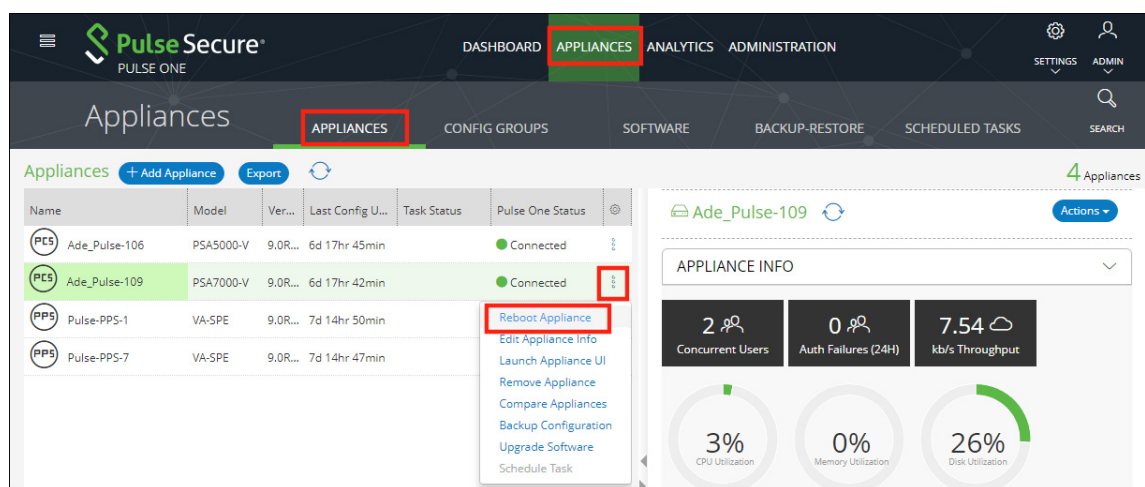 Pulse Secure
PULSE ONE
DASHBOARD APPLIANCES ANALYTICS ADMINISTRATION
SETTINGS ADMIN
Appliances
APPLIANCES CONFIG GROUPS SOFTWARE BACKUP-RESTORE SCHEDULED TASKS
SEARCH
Appliances + Add Appliance Export
4 Appliances
Name Model Ver... Last Config U... Task Status Pulse One Status
PCS Ade_Pulse-106 PSA5000-V 9.0R... 6d 17hr 45min Connected
PCS Ade_Pulse-109 PSA7000-V 9.0R... 6d 17hr 42min Connected
PPS Pulse-PPS-1 VA-SPE 9.0R... 7d 14hr 50min
PPS Pulse-PPS-7 VA-SPE 9.0R... 7d 14hr 47min
Reboot Appliance
Edit Appliance Info
Launch Appliance UI
Remove Appliance
Compare Appliances
Backup Configuration
Upgrade Software
Schedule Task
Ade_Pulse-109
Actions
APPLIANCE INFO
2
Concurrent Users
0
Auth Failures (24H)
7.54
kb/s Throughput
3%
CPU Utilization
0%
Memory Utilization
26%
Disk Utilization